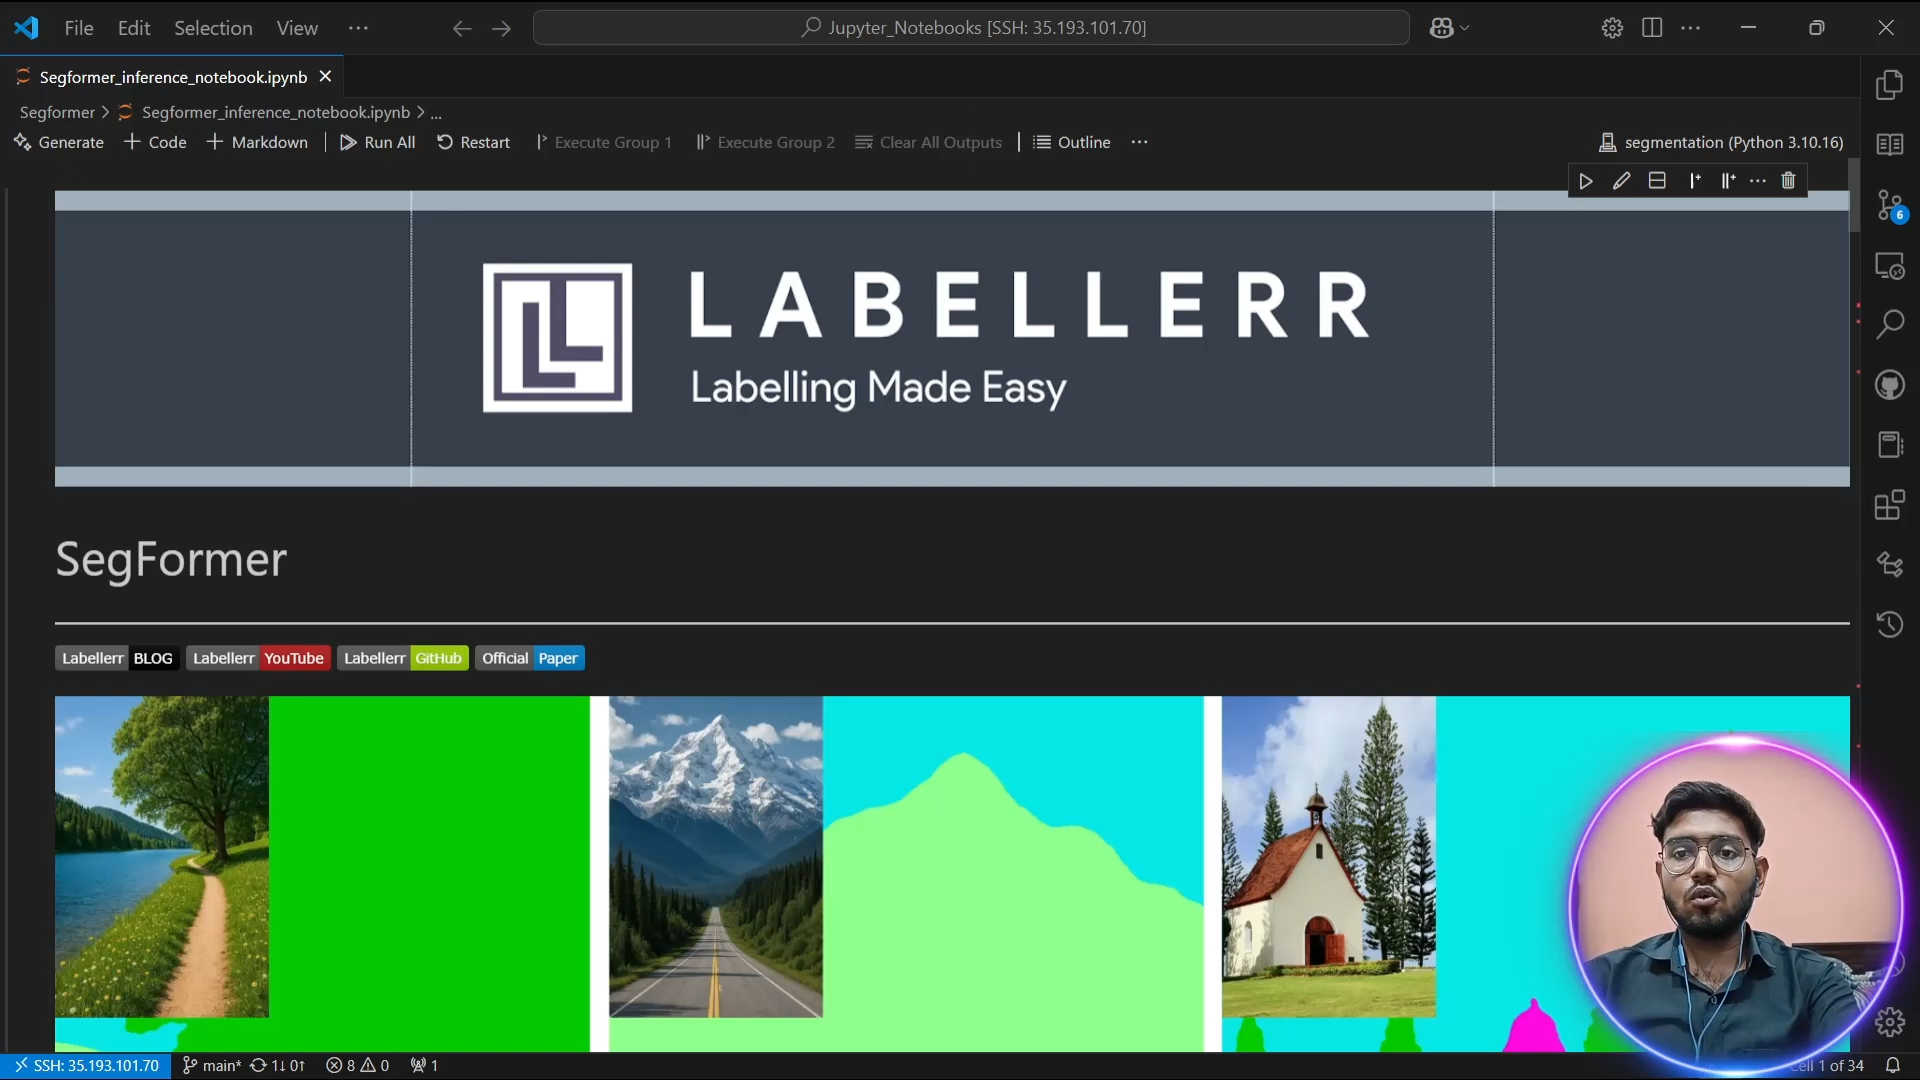 File Edit Selection View ... Jupyter_Notebooks [SSH: 35.193.101.70]
Segformer_inference_notebook.ipynb
Segformer > Segformer_inference_notebook.ipynb > ...
Generate + Code + Markdown Run All Restart Execute Group 1 Execute Group 2 Clear All Outputs Outline ... segmentation (Python 3.10.16)
6
LABELLERR
Labelling Made Easy
SegFormer
Labellerr BLOG Labellerr YouTube Labellerr GitHub Official Paper
SSH: 35.193.101.70 main* 1↓ 0↑ 8 0 1 Cell 1 of 34